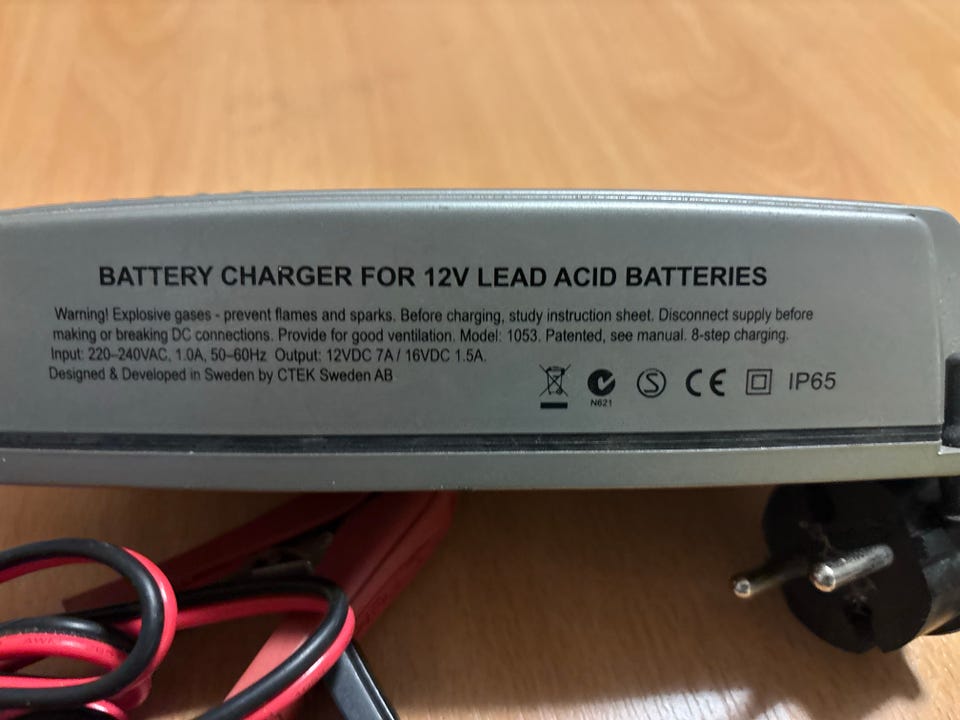 BATTERY CHARGER FOR 12V LEAD ACID BATTERIES
Warning! Explosive gases - prevent flames and sparks. Before charging, study instruction sheet. Disconnect supply before
making or breaking DC connections. Provide for good ventilation. Model: 1053. Patented, see manual. 8-step charging.
Input: 220–240VAC, 1.0A, 50–60Hz Output: 12VDC 7A / 16VDC 1.5A.
Designed & Developed in Sweden by CTEK Sweden AB
S CE IP65
N621
AWG